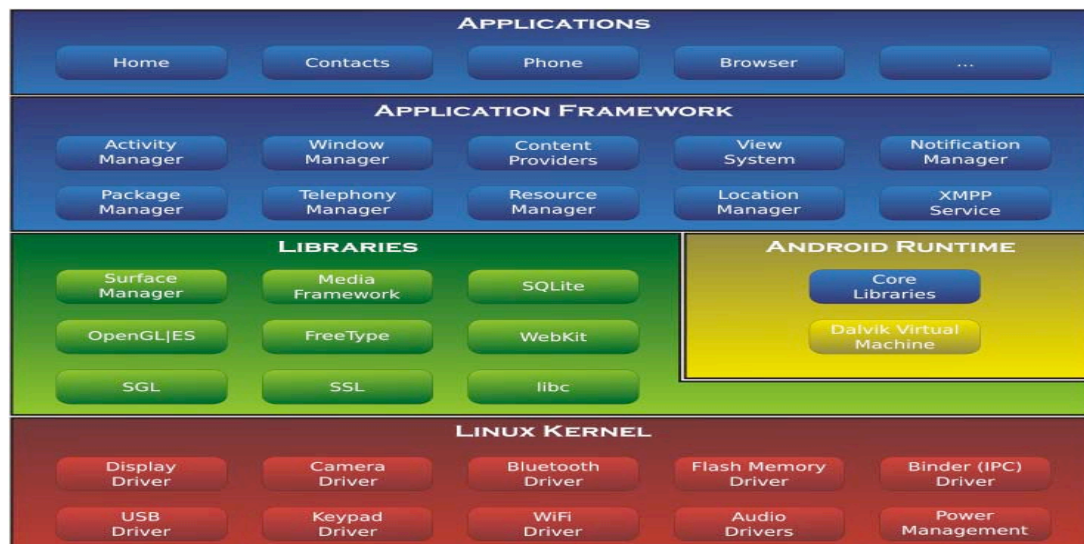 APPLICATIONS
Home Contacts Phone Browser ...
APPLICATION FRAMEWORK
Activity Manager Window Manager Content Providers View System Notification Manager
Package Manager Telephony Manager Resource Manager Location Manager XMPP Service
LIBRARIES
Surface Manager Media Framework SQLite
OpenGL|ES FreeType WebKit
SGL SSL libc
ANDROID RUNTIME
Core Libraries
Dalvik Virtual Machine
LINUX KERNEL
Display Driver Camera Driver Bluetooth Driver Flash Memory Driver Binder (IPC) Driver
USB Driver Keypad Driver WiFi Driver Audio Drivers Power Management